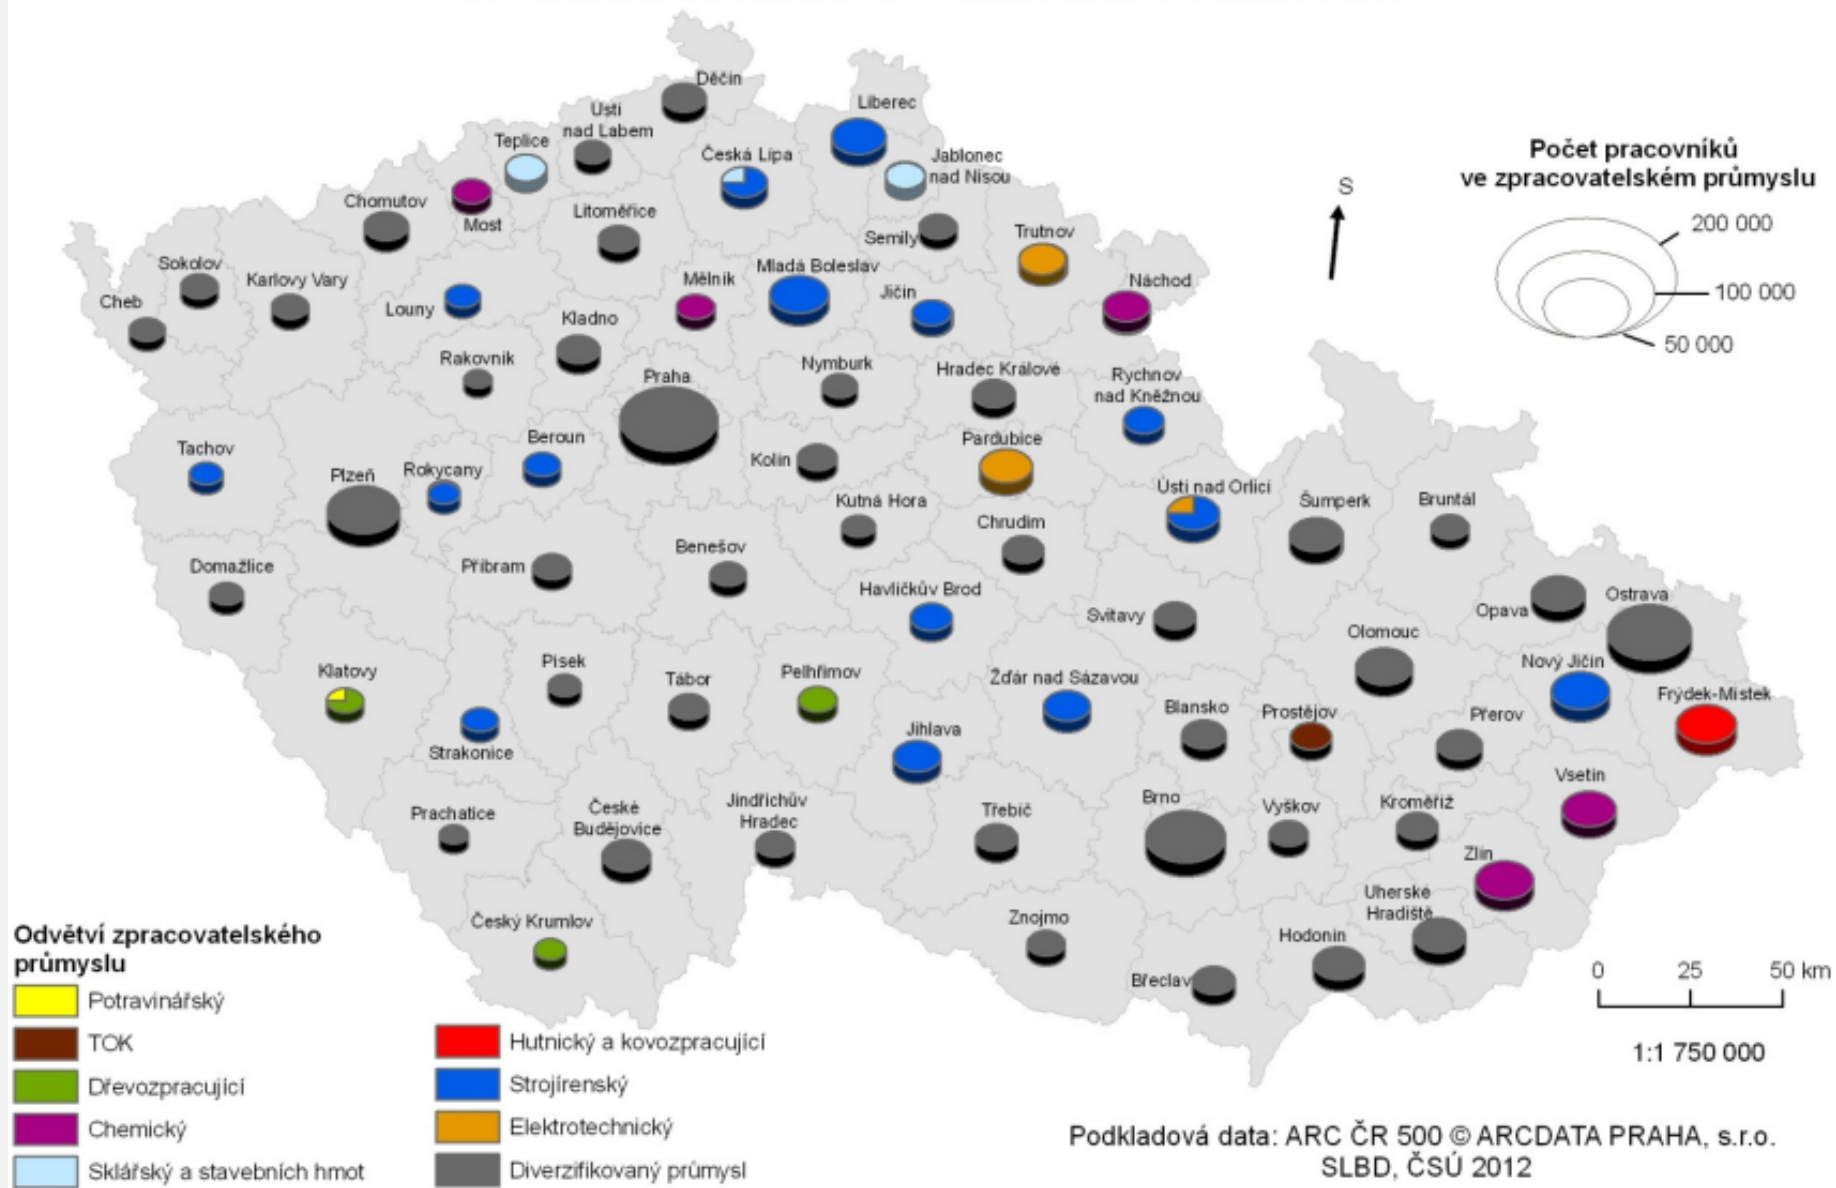 Děčín
Liberec
Ústí
nad Labem
Teplice
Česká Lípa
Jablonec
nad Nisou
Most
Chomutov
Litoměřice
Semily
Trutnov
Sokolov
Karlovy Vary
Cheb
Louny
Mělník
Mladá Boleslav
Jičín
Náchod
Kladno
Rakovník
Praha
Nymburk
Hradec Králové
Rychnov
nad Kněžnou
Tachov
Plzeň
Rokycany
Beroun
Kolín
Pardubice
Kutná Hora
Chrudim
Ústí nad Orlicí
Šumperk
Bruntál
Domažlice
Příbram
Benešov
Havlíčkův Brod
Svitavy
Opava
Ostrava
Olomouc
Nový Jičín
Frýdek-Místek
Klatovy
Písek
Tábor
Pelhřimov
Žďár nad Sázavou
Blansko
Prostějov
Přerov
Strakonice
Jihlava
Vsetín
Prachatice
České
Budějovice
Jindřichův
Hradec
Třebíč
Brno
Vyškov
Kroměříž
Zlín
Uherské
Hradiště
Český Krumlov
Znojmo
Hodonín
Břeclav
S
Počet pracovníků
ve zpracovatelském průmyslu
200 000
100 000
50 000
Odvětví zpracovatelského
průmyslu
Potravinářský
TOK
Dřevozpracující
Chemický
Sklářský a stavebních hmot
Hutnický a kovozpracující
Strojírenský
Elektrotechnický
Diverzifikovaný průmysl
0 25 50 km
1:1 750 000
Podkladová data: ARC ČR 500 © ARCDATA PRAHA, s.r.o.
SLBD, ČSÚ 2012